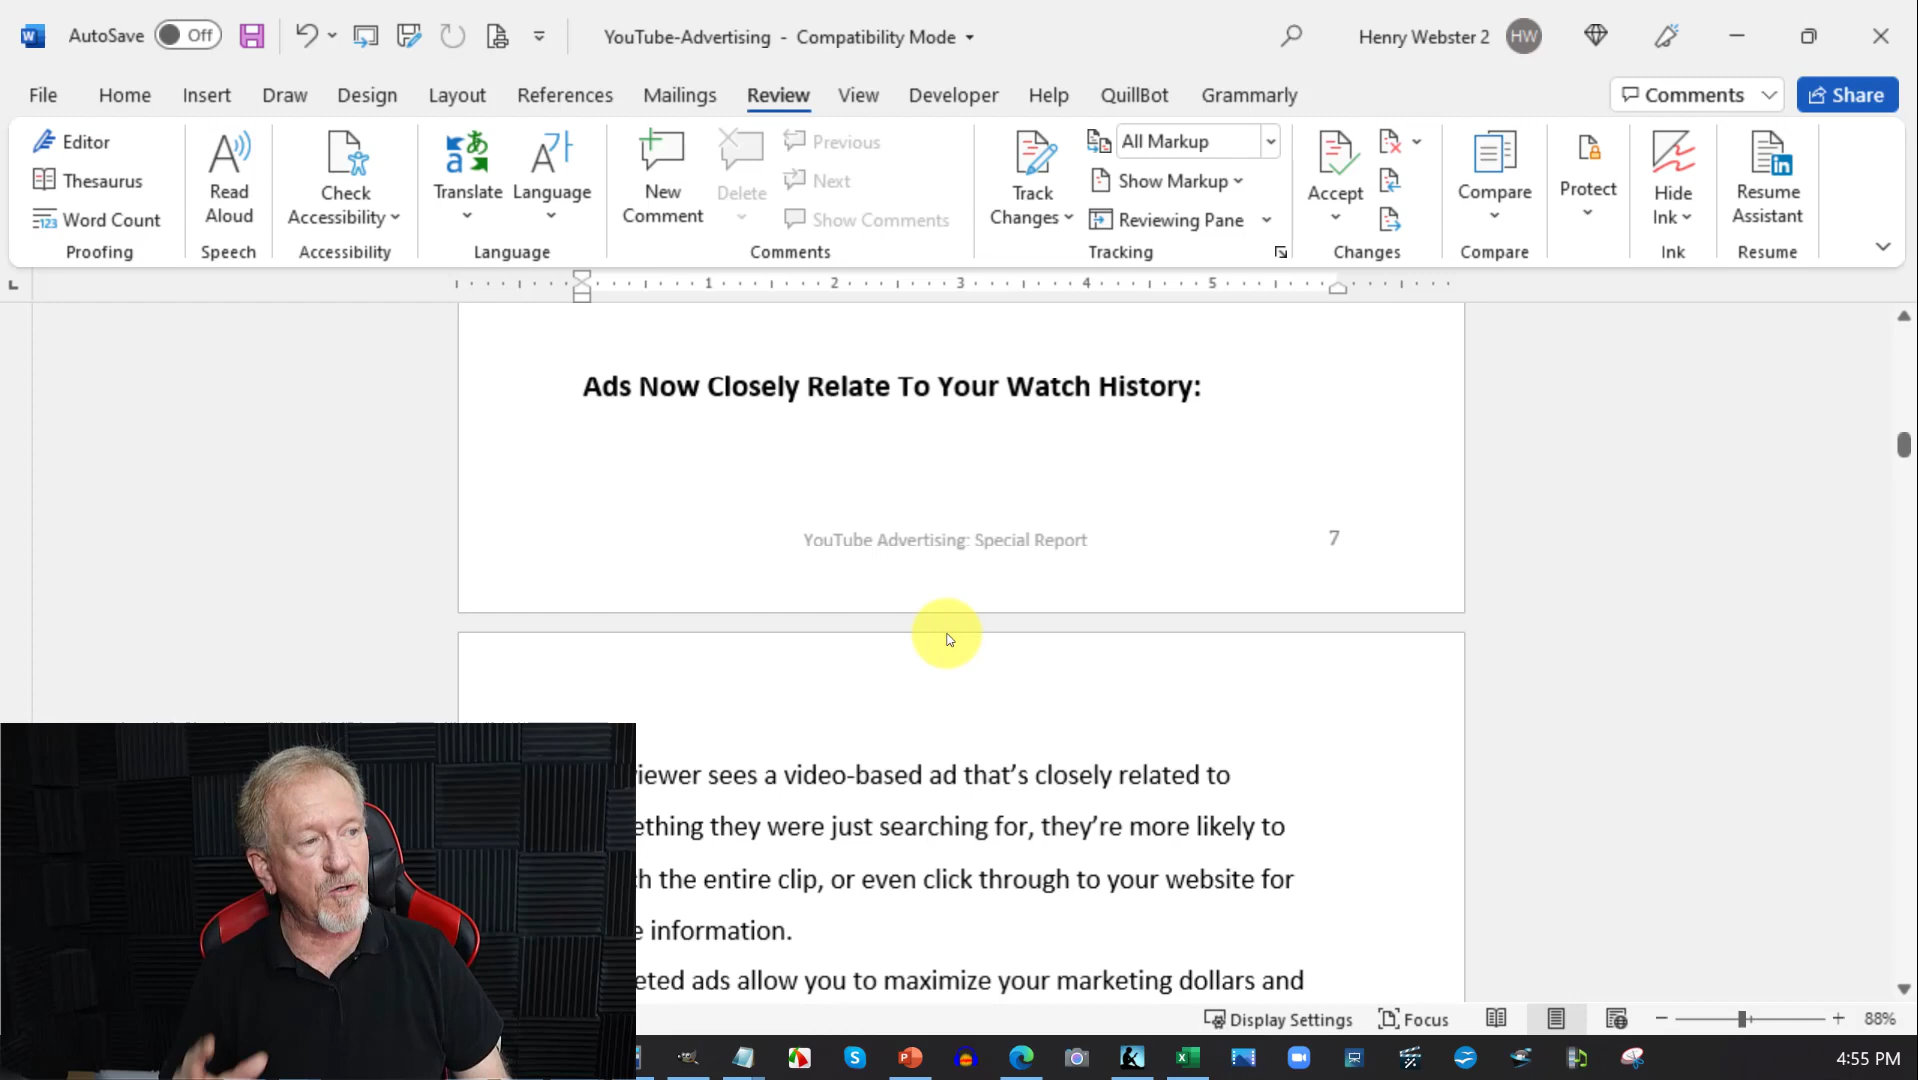 AutoSave Off YouTube-Advertising - Compatibility Mode Henry Webster 2 HW
File Home Insert Draw Design Layout References Mailings Review View Developer Help QuillBot Grammarly Comments Share
Editor
Thesaurus
Word Count
Proofing
Read
Aloud
Speech
Check
Accessibility
Accessibility
Translate
Language
Language
New
Comment
Delete
Previous
Next
Show Comments
Comments
Track
Changes
All Markup
Show Markup
Reviewing Pane
Tracking
Accept
Changes
Compare
Compare
Protect
Hide
Ink
Ink
Resume
Assistant
Resume
1 2 3 4 5
Ads Now Closely Relate To Your Watch History:
YouTube Advertising: Special Report 7
iewer sees a video-based ad that's closely related to
ething they were just searching for, they're more likely to
h the entire clip, or even click through to your website for
e information.
eted ads allow you to maximize your marketing dollars and
Display Settings Focus 88%
4:55 PM